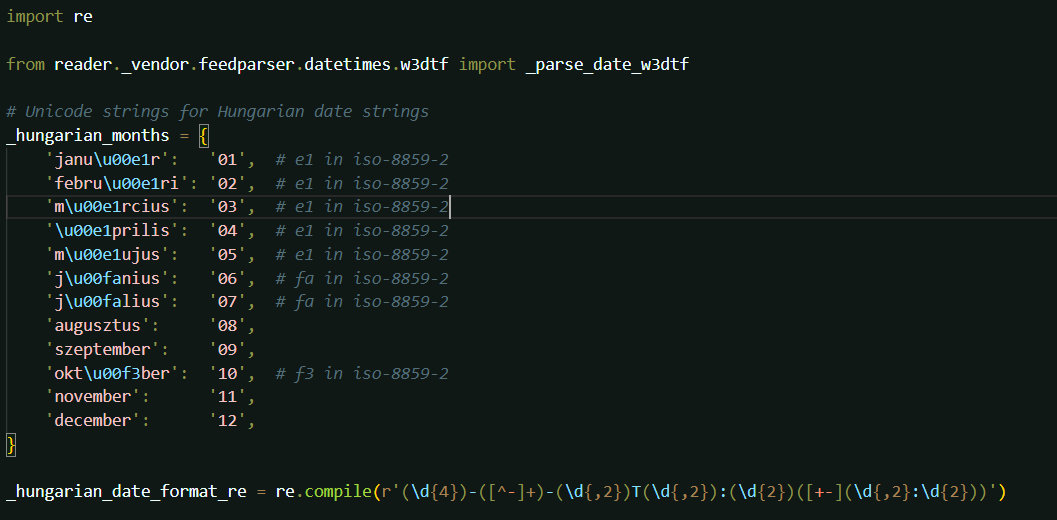 import re
from reader._vendor.feedparser.datetimes.w3dtf import _parse_date_w3dtf
# Unicode strings for Hungarian date strings
_hungarian_months = {
    'janu\u00e1r':   '01',  # e1 in iso-8859-2
    'febru\u00e1ri': '02',  # e1 in iso-8859-2
    'm\u00e1rcius':  '03',  # e1 in iso-8859-2
    '\u00e1prilis':  '04',  # e1 in iso-8859-2
    'm\u00e1ujus':   '05',  # e1 in iso-8859-2
    'j\u00fanius':   '06',  # fa in iso-8859-2
    'j\u00falius':   '07',  # fa in iso-8859-2
    'augusztus':     '08',
    'szeptember':    '09',
    'okt\u00f3ber':  '10',  # f3 in iso-8859-2
    'november':      '11',
    'december':      '12',
}
_hungarian_date_format_re = re.compile(r'(\d{4})-([^-]+)-(\d{,2})T(\d{,2}):(\d{2})([+-](\d{,2}:\d{2}))')